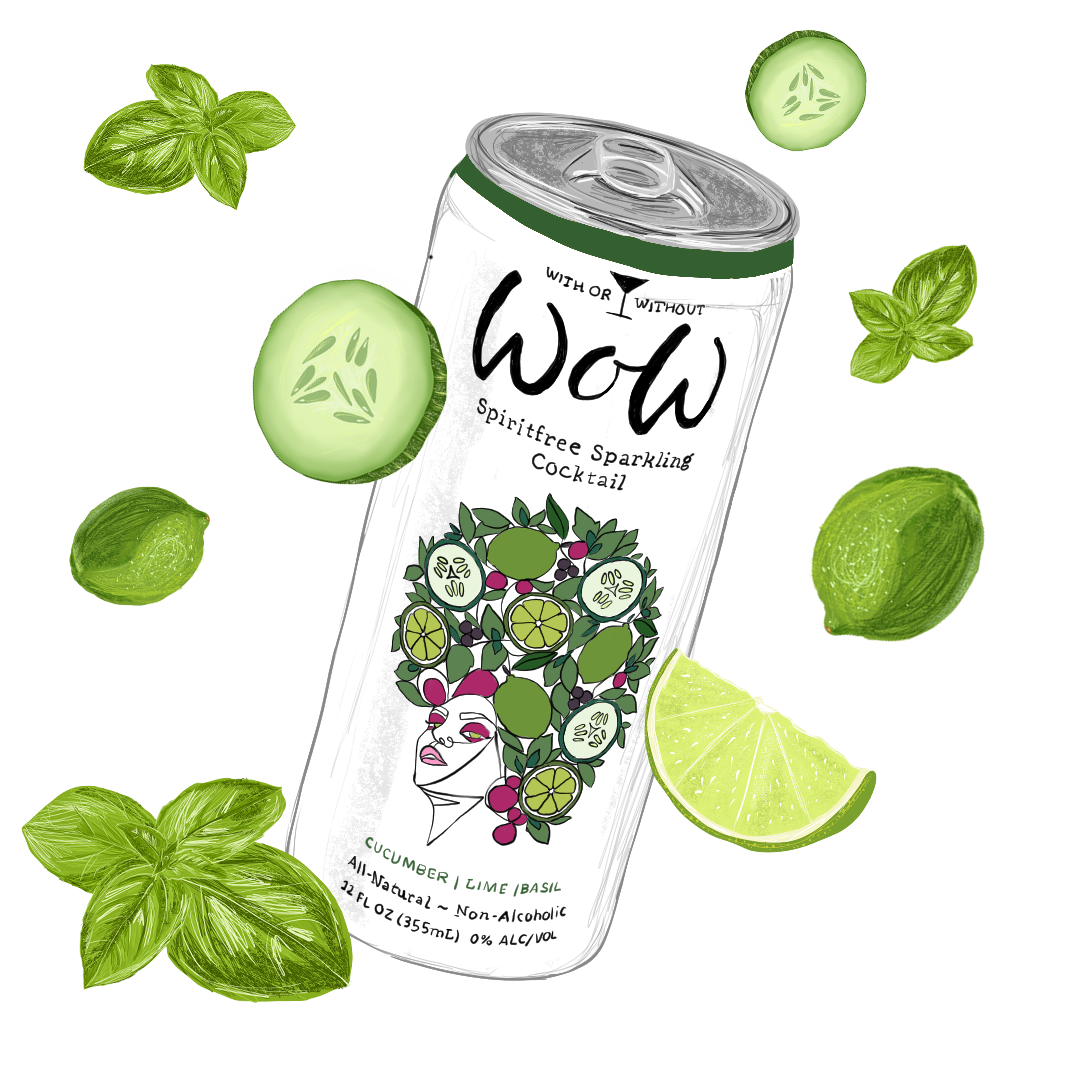 WITH OR WITHOUT
WOW
Spiritfree Sparkling
Cocktail
CUCUMBER | LIME | BASIL
All-Natural ~ Non-Alcoholic
12 FL OZ (355mL) 0% ALC/VOL